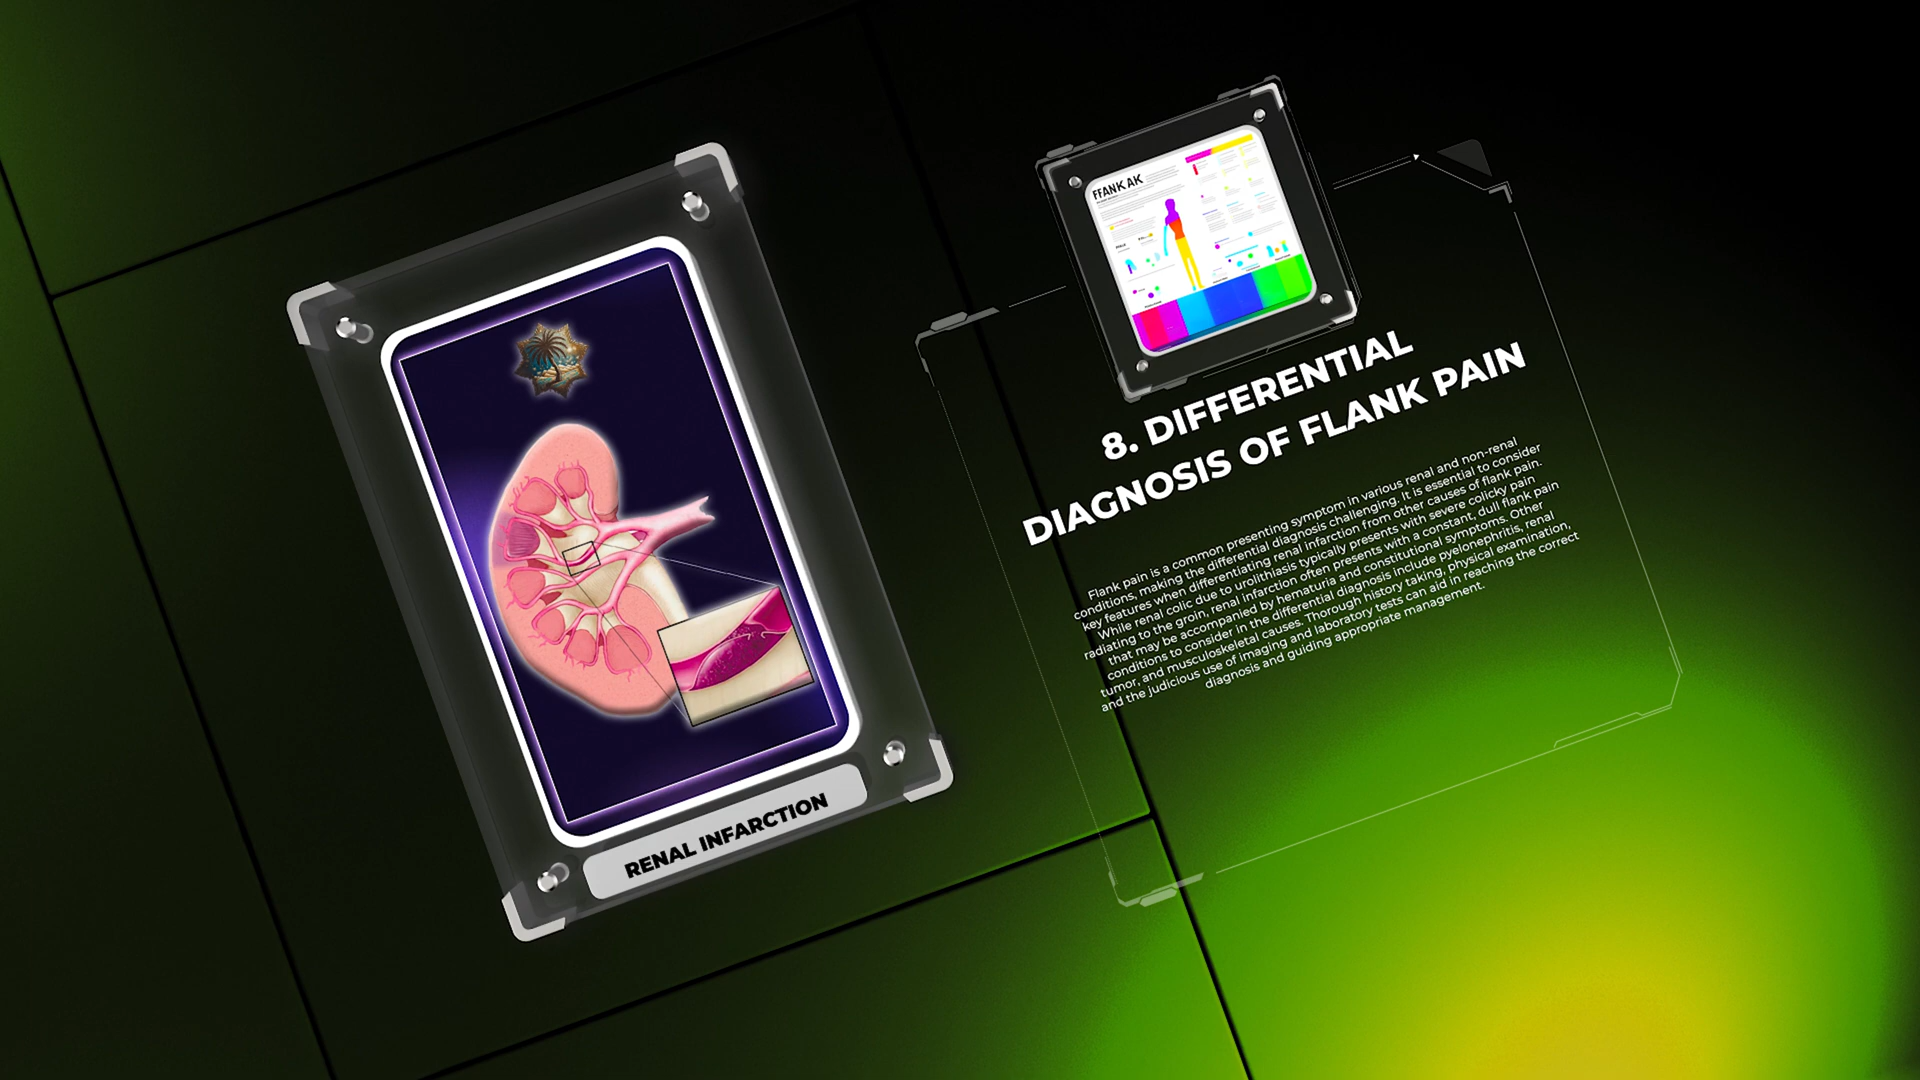 FFANK AK
8. DIFFERENTIAL
DIAGNOSIS OF FLANK PAIN
Flank pain is a common presenting symptom in various renal and non-renal
conditions, making the differential diagnosis challenging. It is essential to consider
key features when differentiating renal infarction from other causes of flank pain.
While renal colic due to urolithiasis typically presents with severe colicky pain
radiating to the groin, renal infarction often presents with a constant, dull flank pain
that may be accompanied by hematuria and constitutional symptoms. Other
conditions to consider in the differential diagnosis include pyelonephritis, renal
tumor, and musculoskeletal causes. Thorough history taking, physical examination,
and the judicious use of imaging and laboratory tests can aid in reaching the correct
diagnosis and guiding appropriate management.
RENAL INFARCTION